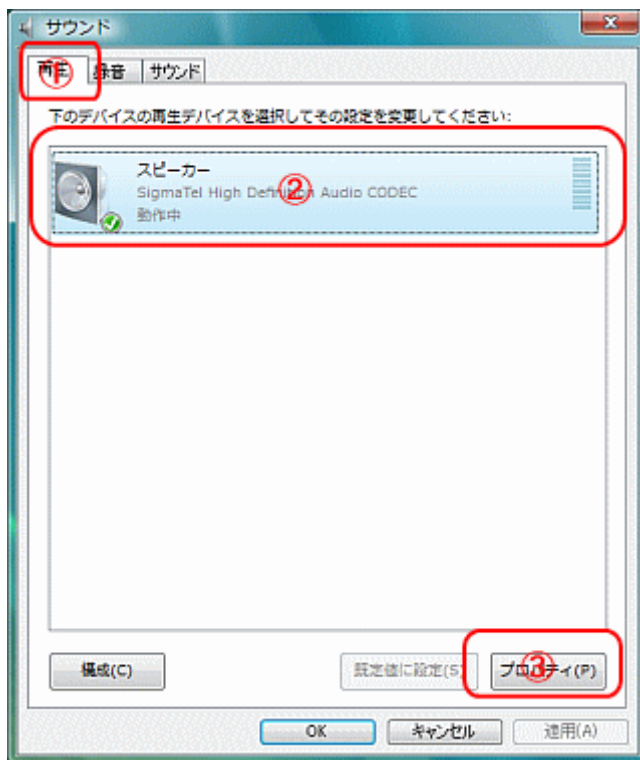 サウンド
再生 録音 サウンド
①
下のデバイスの再生デバイスを選択してその設定を変更してください:
スピーカー
SigmaTel High Definition Audio CODEC
②
動作中
構成(C) 既定値に設定(S) プロパティ(P)
③
OK キャンセル 適用(A)